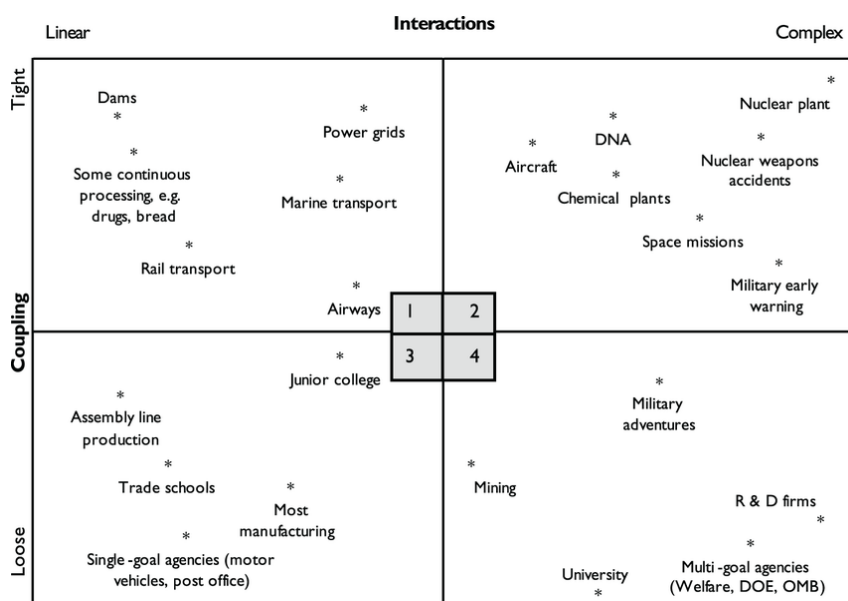 Interactions
Linear
Complex
Coupling
Tight
Loose
Dams
*
*
Some continuous
processing, e.g.
drugs, bread
*
Rail transport
*
Power grids
*
Marine transport
*
Airways
1
2
3
4
*
Aircraft
*
DNA
*
Chemical plants
*
Nuclear plant
*
Nuclear weapons
accidents
*
Space missions
*
Military early
warning
*
Junior college
*
Assembly line
production
*
Trade schools
*
Most
manufacturing
*
Single-goal agencies (motor
vehicles, post office)
*
Military
adventures
*
Mining
R & D firms
*
*
Multi-goal agencies
(Welfare, DOE, OMB)
University
*